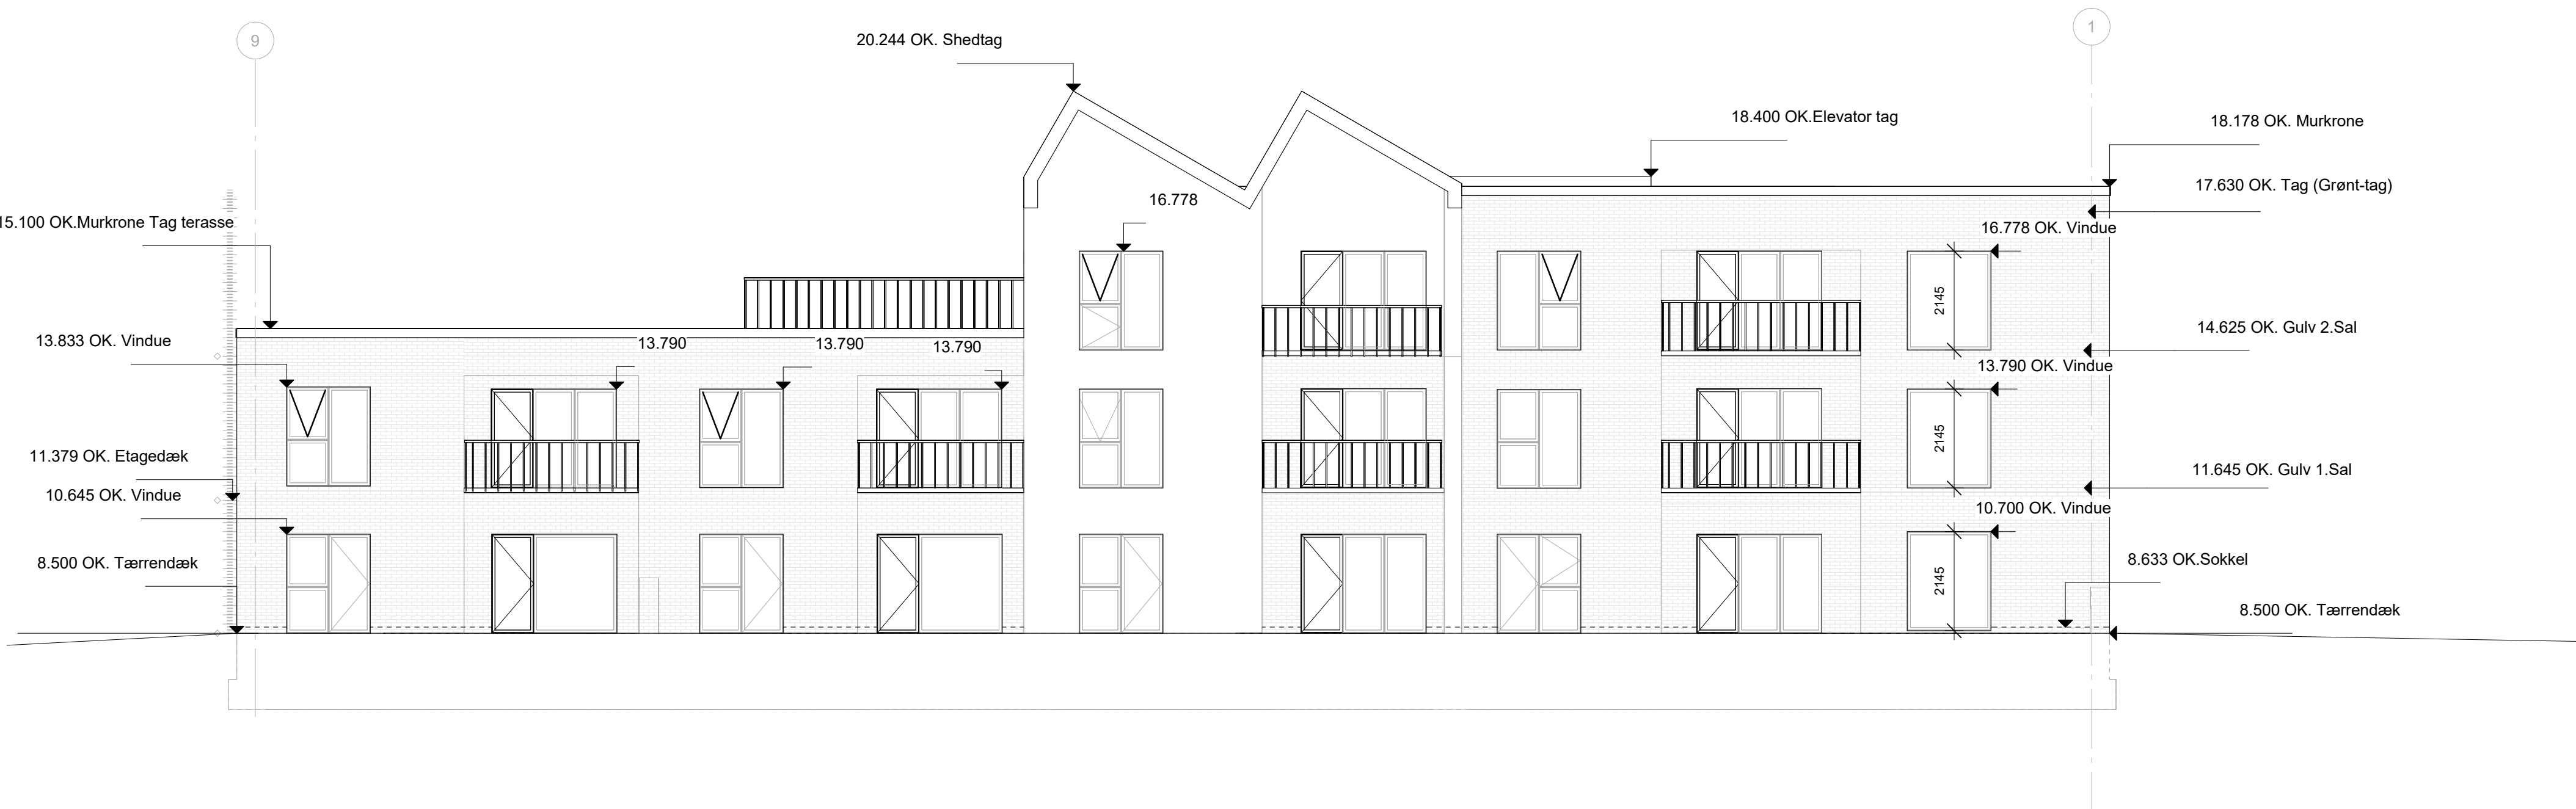 9
1
20.244 OK. Shedtag
18.400 OK.Elevator tag
18.178 OK. Murkrone
17.630 OK. Tag (Grønt-tag)
16.778
15.100 OK.Murkrone Tag terasse
16.778 OK. Vindue
2145
14.625 OK. Gulv 2.Sal
13.833 OK. Vindue
13.790
13.790
13.790
13.790 OK. Vindue
2145
11.379 OK. Etagedæk
11.645 OK. Gulv 1.Sal
10.645 OK. Vindue
10.700 OK. Vindue
8.500 OK. Tærrendæk
2145
8.633 OK.Sokkel
8.500 OK. Tærrendæk